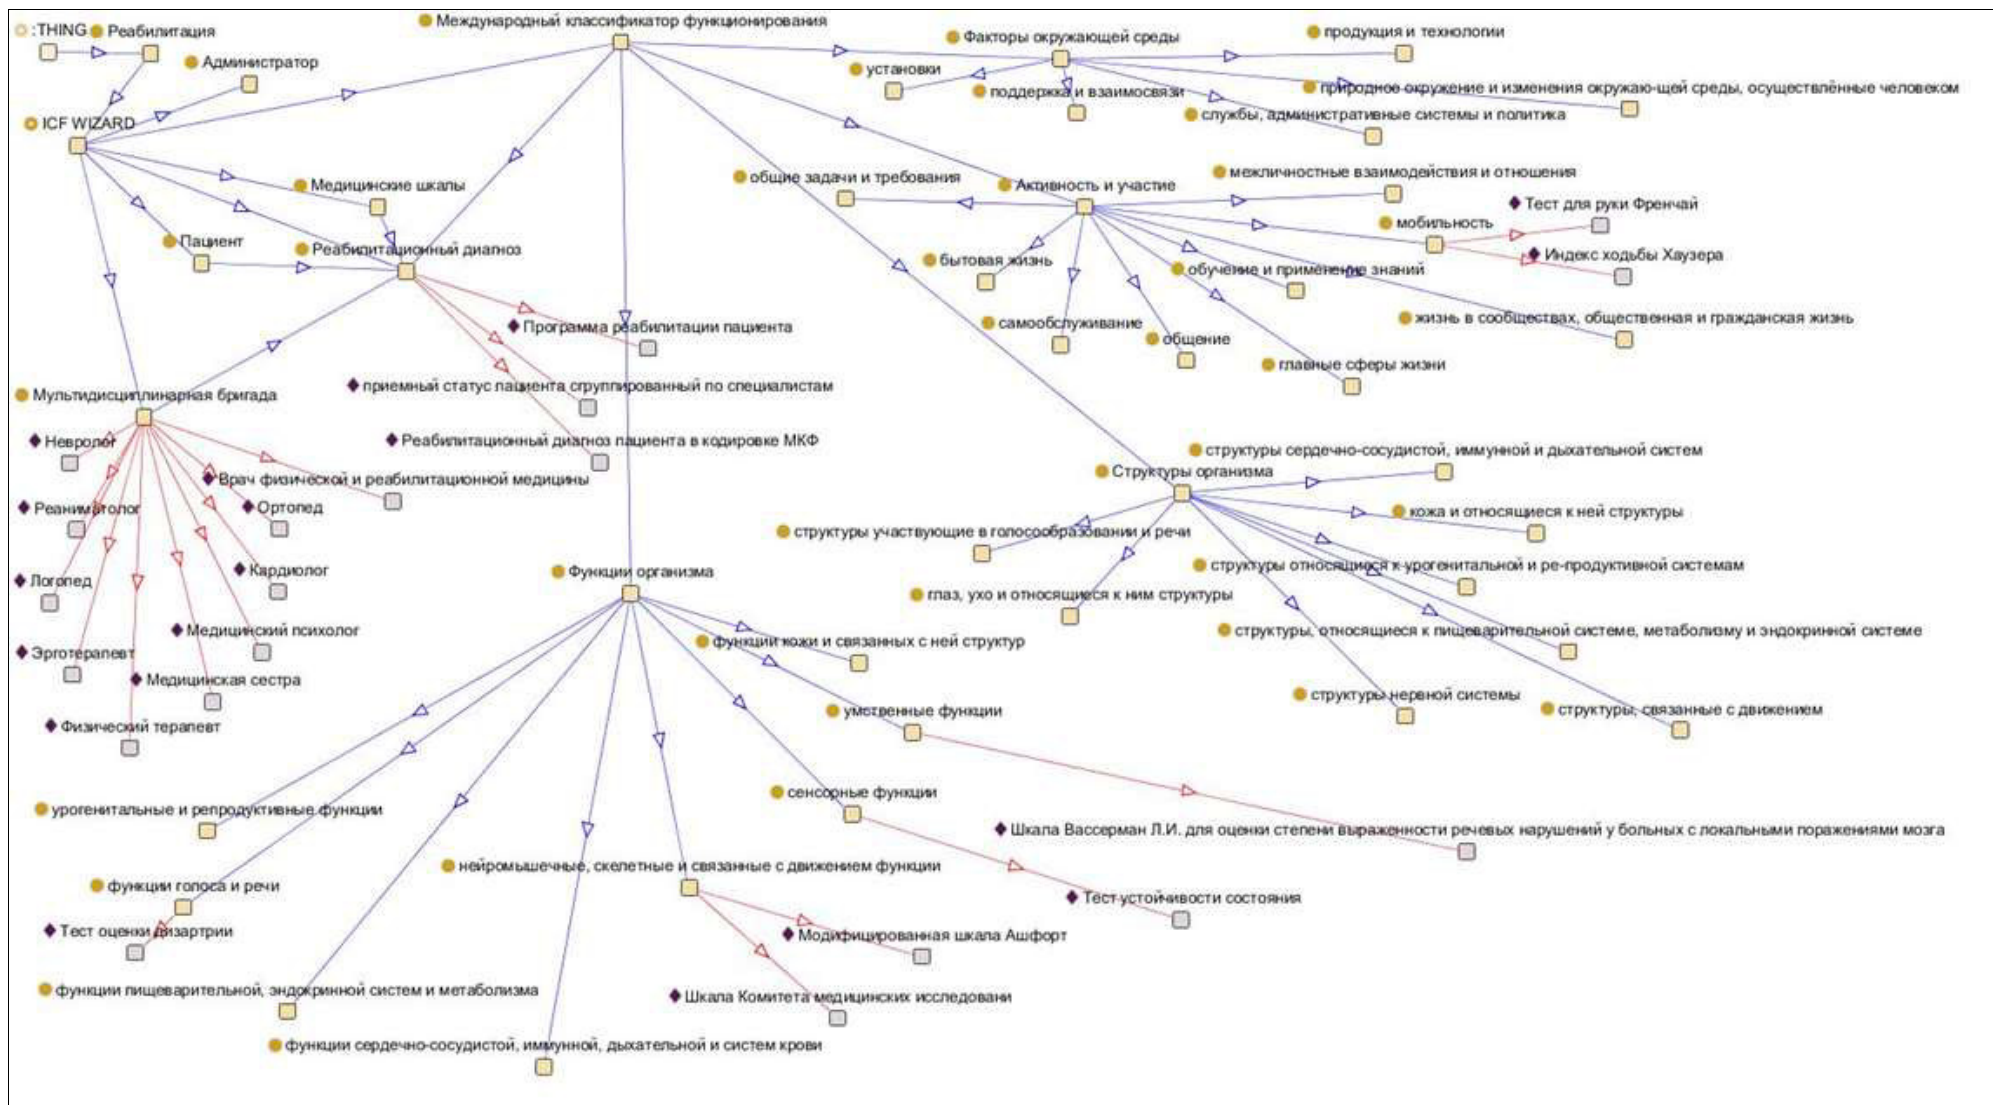 :THING
Реабилитация
Международный классификатор функционирования
Факторы окружающей среды
продукция и технологии
Администратор
установки
поддержка и взаимосвязи
природное окружение и изменения окружаю-щей среды, осуществлённые человеком
службы, административные системы и политика
ICF WIZARD
Медицинские шкалы
общие задачи и требования
Активность и участие
межличностные взаимодействия и отношения
Тест для руки Френчай
мобильность
Пациент
Реабилитационный диагноз
бытовая жизнь
обучение и применение знаний
Индекс ходьбы Хаузера
Программа реабилитации пациента
самообслуживание
общение
жизнь в сообществах, общественная и гражданская жизнь
главные сферы жизни
приемный статус пациента сгруппированный по специалистам
Мультидисциплинарная бригада
Невролог
Реабилитационный диагноз пациента в кодировке МКФ
структуры сердечно-сосудистой, иммунной и дыхательной систем
Структуры организма
Врач физической и реабилитационной медицины
Реаниматолог
Ортопед
кожа и относящиеся к ней структуры
структуры участвующие в голосообразовании и речи
Логопед
Кардиолог
Функции организма
структуры относящиеся к урогенитальной и ре-продуктивной системам
глаз, ухо и относящиеся к ним структуры
Медицинский психолог
функции кожи и связанных с ней структур
структуры, относящиеся к пищеварительной системе, метаболизму и эндокринной системе
Эрготерапевт
Медицинская сестра
структуры нервной системы
структуры, связанные с движением
Физический терапевт
умственные функции
урогенитальные и репродуктивные функции
сенсорные функции
Шкала Вассерман Л.И. для оценки степени выраженности речевых нарушений у больных с локальными поражениями мозга
нейромышечные, скелетные и связанные с движением функции
функции голоса и речи
Тест устойчивости состояния
Тест оценки дизартрии
Модифицированная шкала Ашфорт
функции пищеварительной, эндокринной систем и метаболизма
Шкала Комитета медицинских исследовани
функции сердечно-сосудистой, иммунной, дыхательной и систем крови